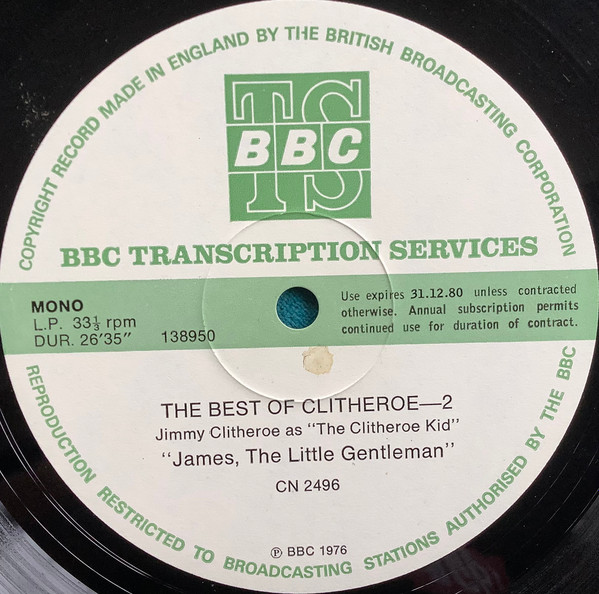 COPYRIGHT RECORD MADE IN ENGLAND BY THE BRITISH BROADCASTING CORPORATION
TS
BBC
BBC TRANSCRIPTION SERVICES
MONO
L.P. 33⅓ rpm
DUR. 26'35"
138950
Use expires 31.12.80 unless contracted
otherwise. Annual subscription permits
continued use for duration of contract.
THE BEST OF CLITHEROE—2
Jimmy Clitheroe as "The Clitheroe Kid"
"James, The Little Gentleman"
CN 2496
℗ BBC 1976
REPRODUCTION RESTRICTED TO BROADCASTING STATIONS AUTHORISED BY THE BBC